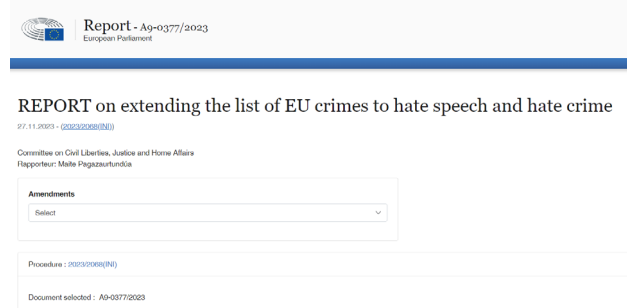 Report - A9-0377/2023
European Parliament
REPORT on extending the list of EU crimes to hate speech and hate crime
27.11.2023 - (2023/2068(INI))
Committee on Civil Liberties, Justice and Home Affairs
Rapporteur: Maite Pagazaurtundúa
Amendments
Select
Procedure : 2023/2068(INI)
Document selected : A9-0377/2023